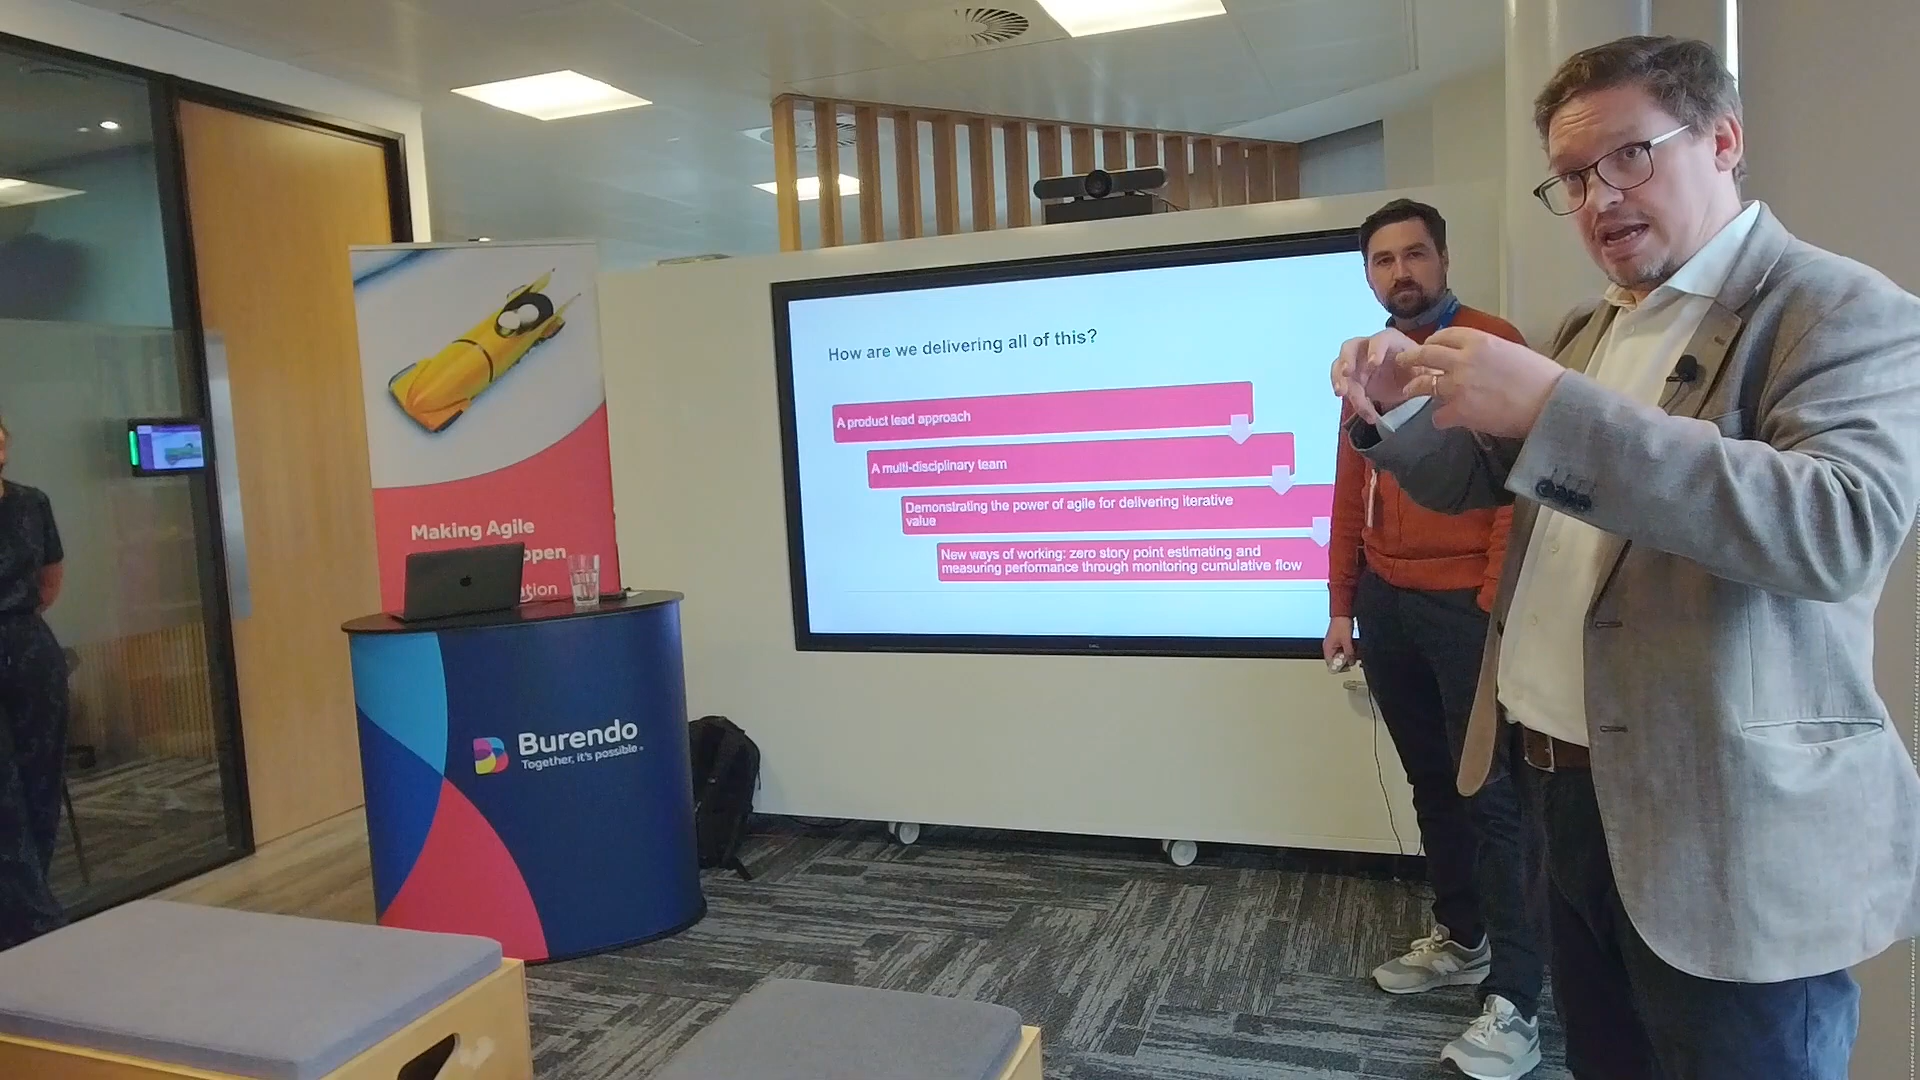 How are we delivering all of this?
A product lead approach
A multi-disciplinary team
Demonstrating the power of agile for delivering iterative
value
New ways of working: zero story point estimating and
measuring performance through monitoring cumulative flow
Making Agile
Burendo
Together, it's possible